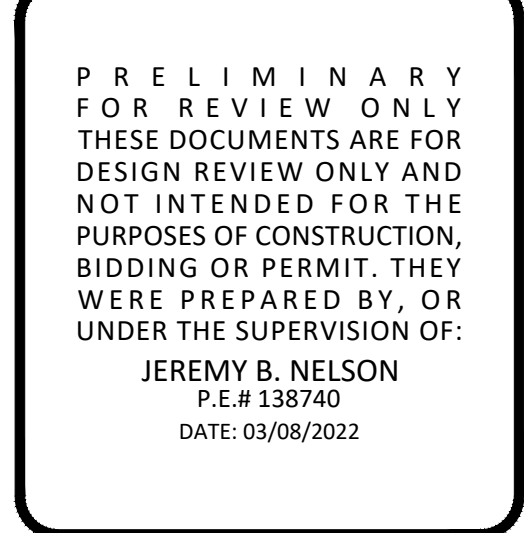 PRELIMINARY
FOR REVIEW ONLY
THESE DOCUMENTS ARE FOR
DESIGN REVIEW ONLY AND
NOT INTENDED FOR THE
PURPOSES OF CONSTRUCTION,
BIDDING OR PERMIT. THEY
WERE PREPARED BY, OR
UNDER THE SUPERVISION OF:
JEREMY B. NELSON
P.E.# 138740
DATE: 03/08/2022